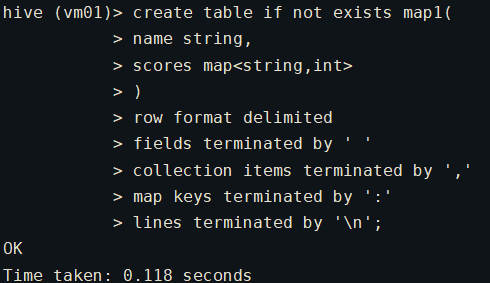 hive (vm01)> create table if not exists map1(
           > name string,
           > scores map<string,int>
           > )
           > row format delimited
           > fields terminated by ' '
           > collection items terminated by ','
           > map keys terminated by ':'
           > lines terminated by '\n';
OK
Time taken: 0.118 seconds